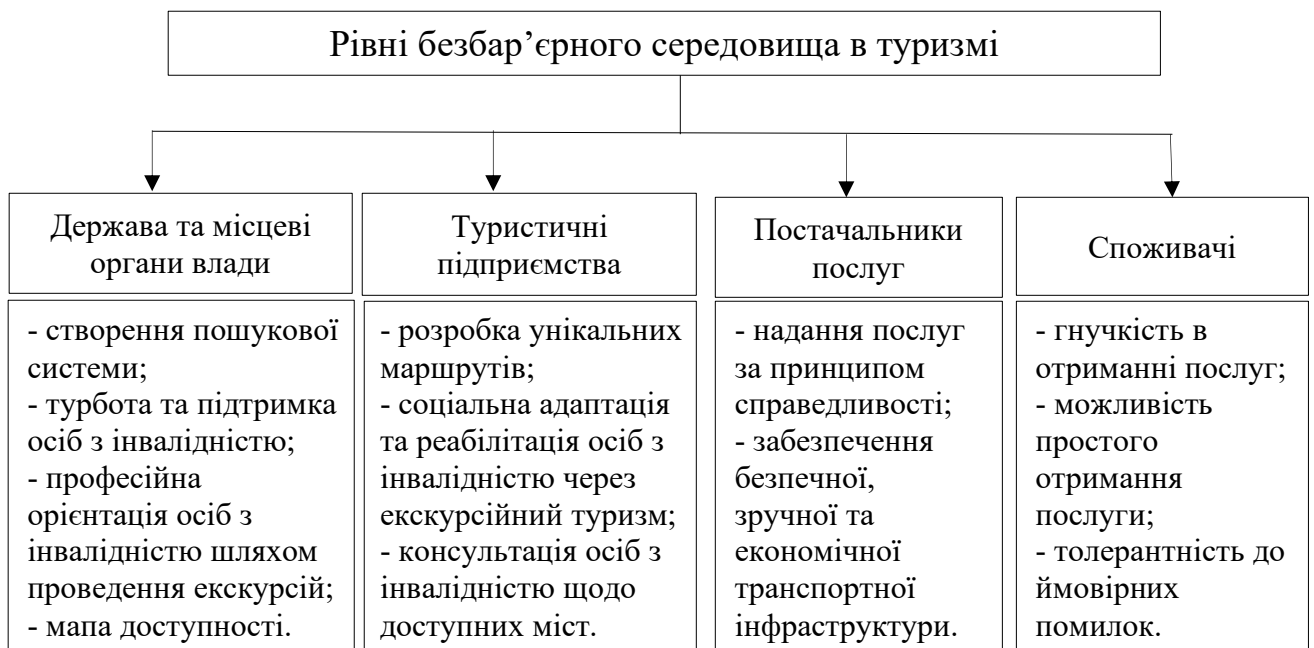 Рівні безбар’єрного середовища в туризмі
Держава та місцеві
органи влади
- створення пошукової
системи;
- турбота та підтримка
осіб з інвалідністю;
- професійна
орієнтація осіб з
інвалідністю шляхом
проведення екскурсій;
- мапа доступності.
Туристичні
підприємства
- розробка унікальних
маршрутів;
- соціальна адаптація
та реабілітація осіб з
інвалідністю через
екскурсійний туризм;
- консультація осіб з
інвалідністю щодо
доступних міст.
Постачальники
послуг
- надання послуг
за принципом
справедливості;
- забезпечення
безпечної,
зручної та
економічної
транспортної
інфраструктури.
Споживачі
- гнучкість в
отриманні послуг;
- можливість
простого
отримання
послуги;
- толерантність до
ймовірних
помилок.